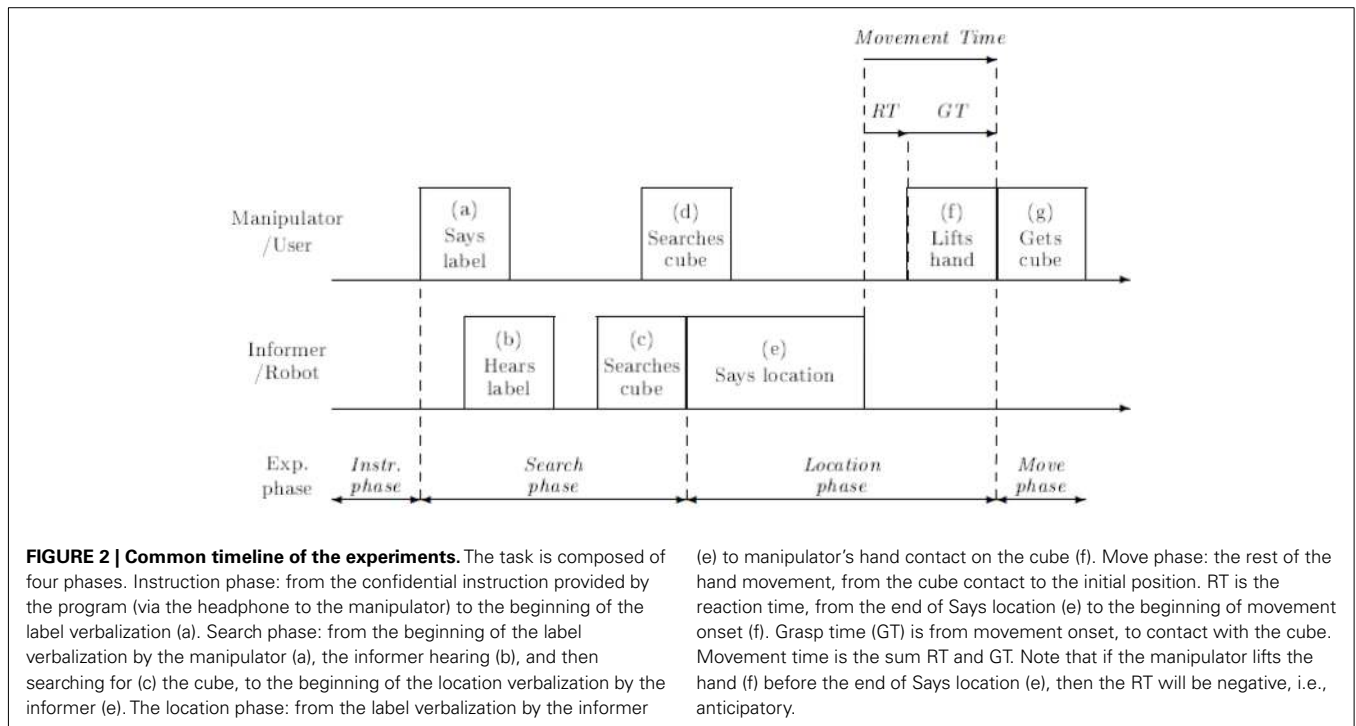 Movement Time
RT GT
Manipulator
/User
(a)
Says
label
(d)
Searches
cube
(f)
Lifts
hand
(g)
Gets
cube
Informer
/Robot
(b)
Hears
label
(c)
Searches
cube
(e)
Says location
Exp.
phase
Instr.
phase
Search
phase
Location
phase
Move
phase
FIGURE 2 | Common timeline of the experiments. The task is composed of
four phases. Instruction phase: from the confidential instruction provided by
the program (via the headphone to the manipulator) to the beginning of the
label verbalization (a). Search phase: from the beginning of the label
verbalization by the manipulator (a), the informer hearing (b), and then
searching for (c) the cube, to the beginning of the location verbalization by the
informer (e). The location phase: from the label verbalization by the informer
(e) to manipulator's hand contact on the cube (f). Move phase: the rest of the
hand movement, from the cube contact to the initial position. RT is the
reaction time, from the end of Says location (e) to the beginning of movement
onset (f). Grasp time (GT) is from movement onset, to contact with the cube.
Movement time is the sum RT and GT. Note that if the manipulator lifts the
hand (f) before the end of Says location (e), then the RT will be negative, i.e.,
anticipatory.